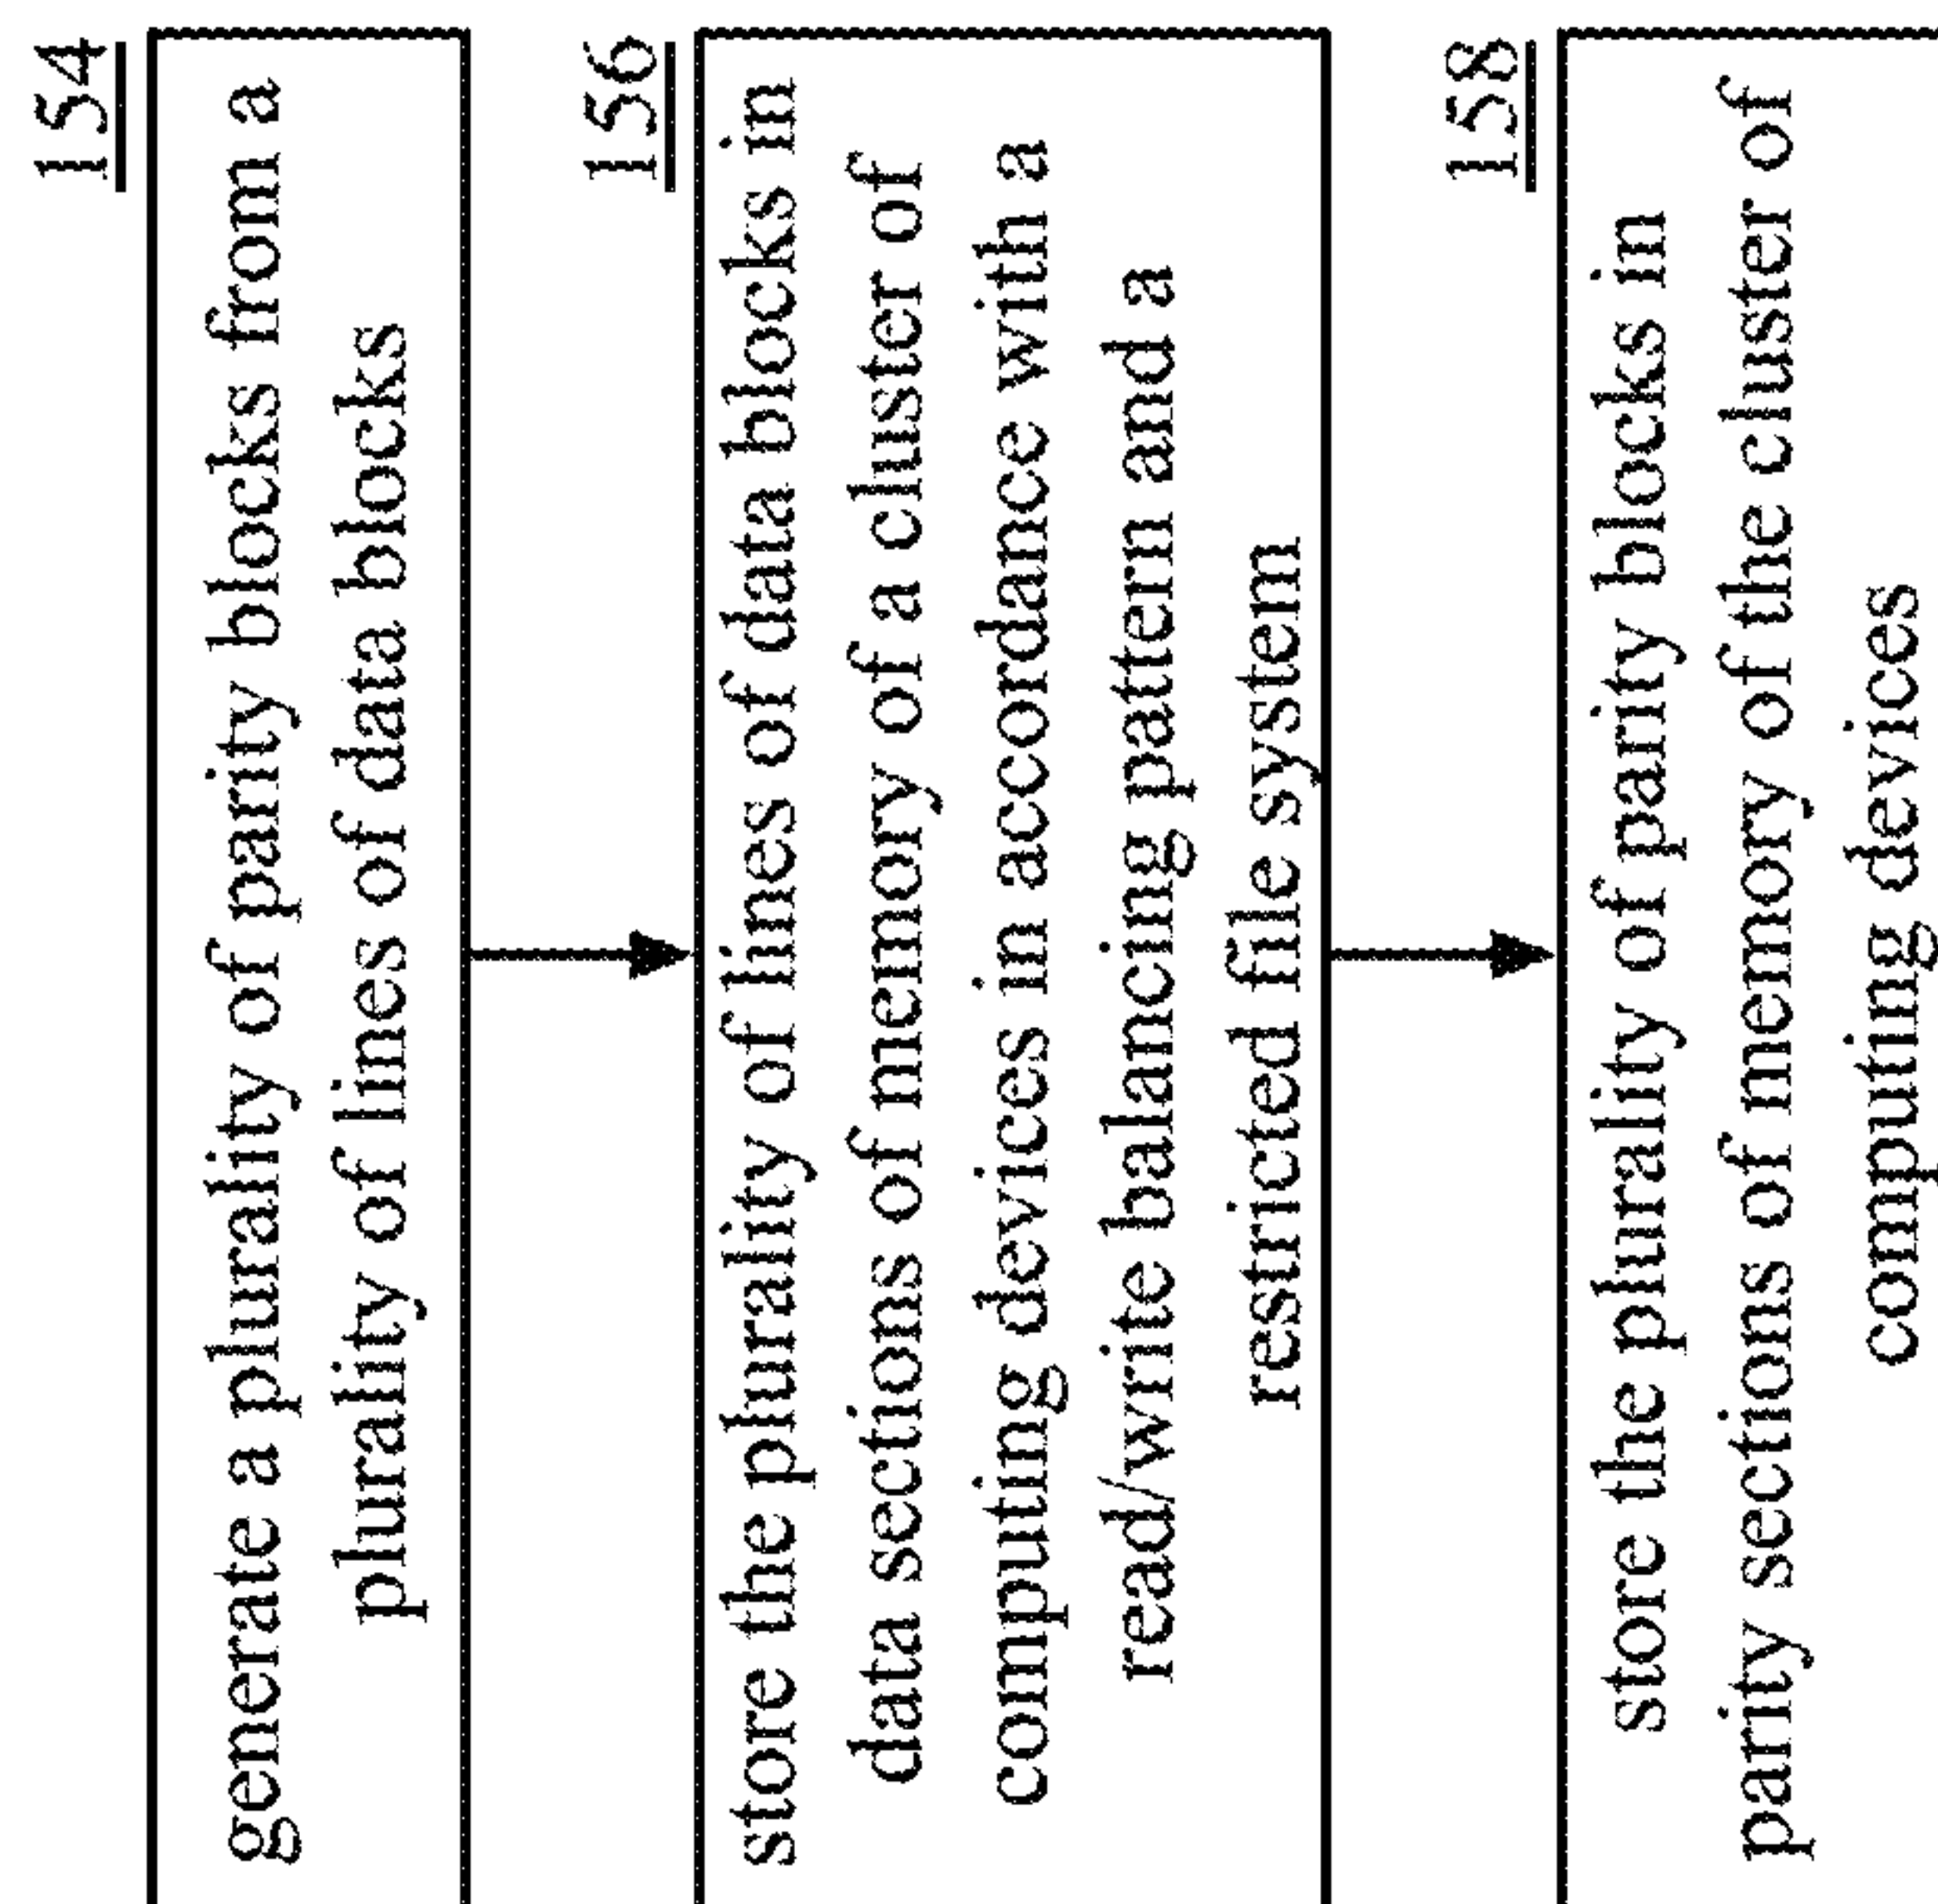 154
generate a plurality of parity blocks from a
plurality of lines of data blocks
156
store the plurality of lines of data blocks in
data sections of memory of a cluster of
computing devices in accordance with a
read/write balancing pattern and a
restricted file system
158
store the plurality of parity blocks in
parity sections of memory of the cluster of
computing devices